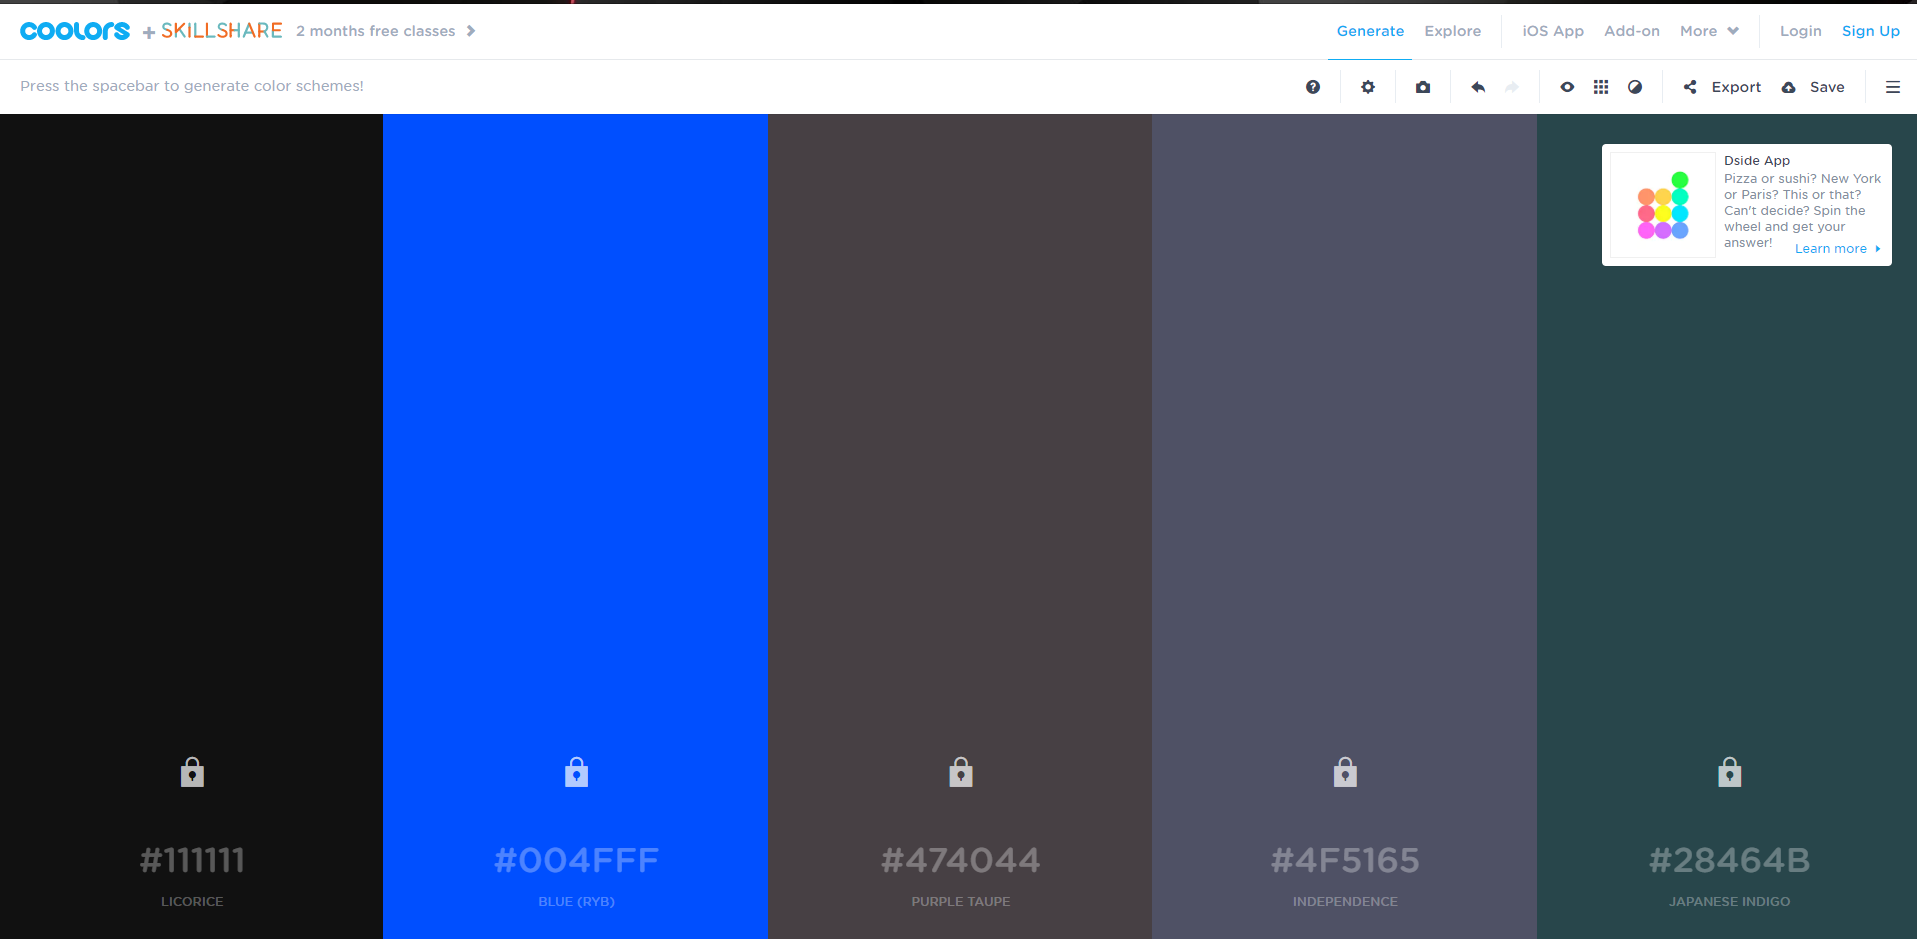 COOLORS + SKILLSHARE 2 months free classes
Generate Explore iOS App Add-on More Login Sign Up
Press the spacebar to generate color schemes!
Export Save
Dside App
Pizza or sushi? New York
or Paris? This or that?
Can't decide? Spin the
wheel and get your
answer! Learn more
#111111 #004FFF #474044 #4F5165 #28464B
LICORICE BLUE (RYB) PURPLE TAUPE INDEPENDENCE JAPANESE INDIGO